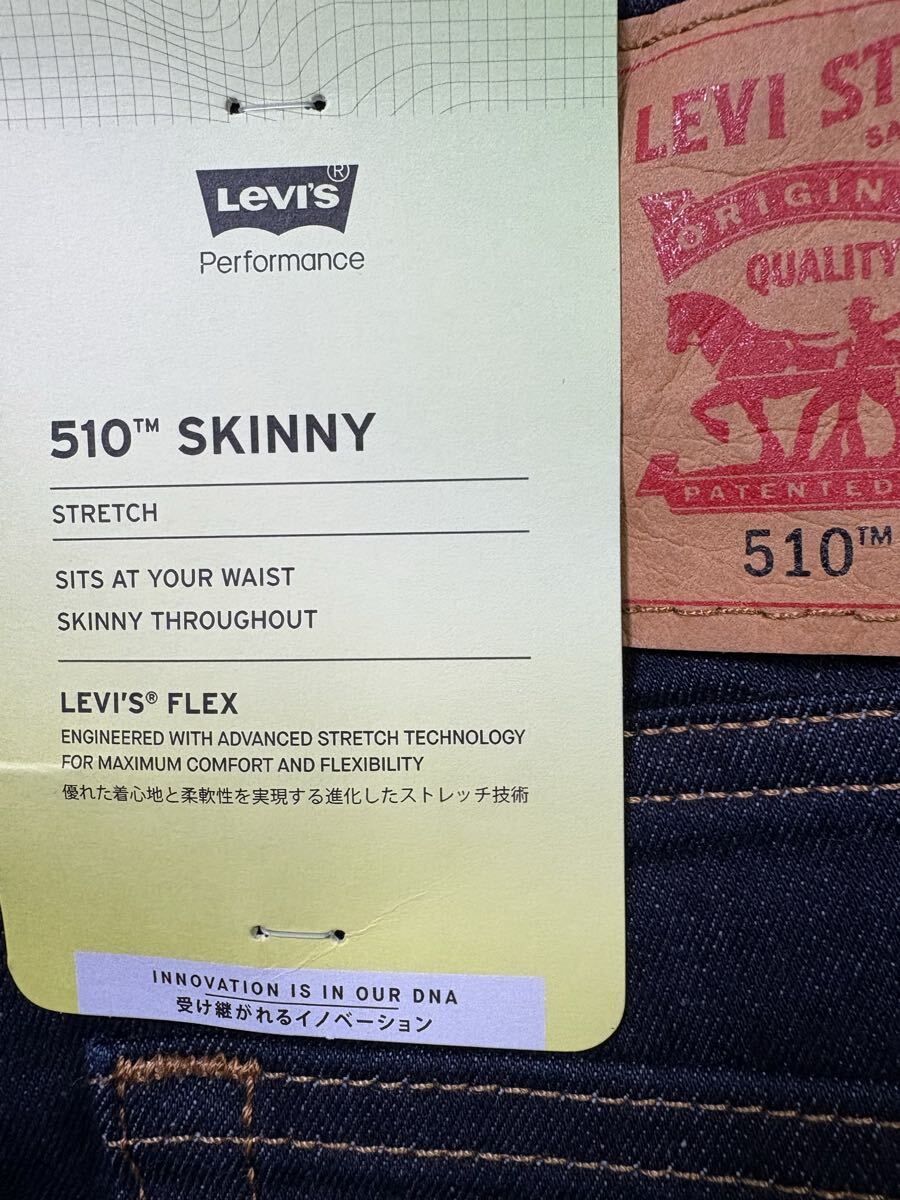 LEVI'S®
Performance
510™ SKINNY
STRETCH
SITS AT YOUR WAIST
SKINNY THROUGHOUT
LEVI'S® FLEX
ENGINEERED WITH ADVANCED STRETCH TECHNOLOGY
FOR MAXIMUM COMFORT AND FLEXIBILITY
優れた着心地と柔軟性を実現する進化したストレッチ技術
INNOVATION IS IN OUR DNA
受け継がれるイノベーション
LEVI ST
SA
ORIGIN
QUALITY
PATENTED
510™